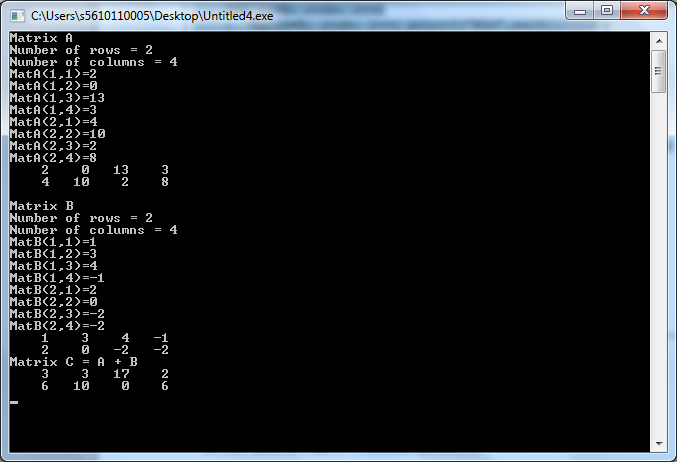 C:\Users\s5610110005\Desktop\Untitled4.exe
Matrix A
Number of rows = 2
Number of columns = 4
MatA(1,1)=2
MatA(1,2)=0
MatA(1,3)=13
MatA(1,4)=3
MatA(2,1)=4
MatA(2,2)=10
MatA(2,3)=2
MatA(2,4)=8
2 0 13 3
4 10 2 8
Matrix B
Number of rows = 2
Number of columns = 4
MatB(1,1)=1
MatB(1,2)=3
MatB(1,3)=4
MatB(1,4)=-1
MatB(2,1)=2
MatB(2,2)=0
MatB(2,3)=-2
MatB(2,4)=-2
1 3 4 -1
2 0 -2 -2
Matrix C = A + B
3 3 17 2
6 10 0 6